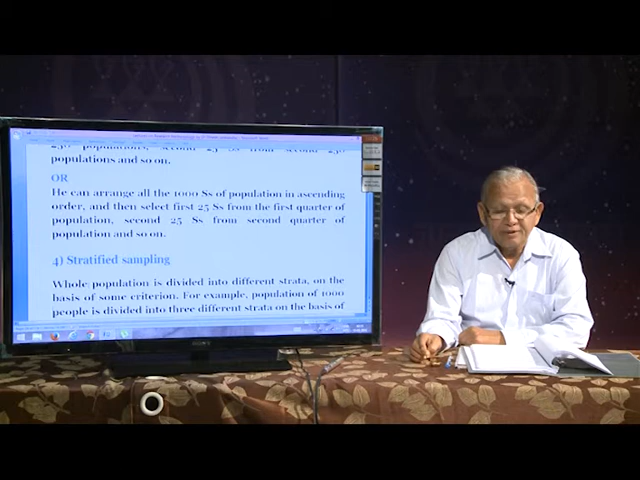 populations and so on.
OR
He can arrange all the 1000 Ss of population in ascending
order, and then select first 25 Ss from the first quarter of
population, second 25 Ss from second quarter of
population and so on.
4) Stratified sampling
Whole population is divided into different strata, on the
basis of some criterion. For example, population of 1000
people is divided into three different strata on the basis of
SONY